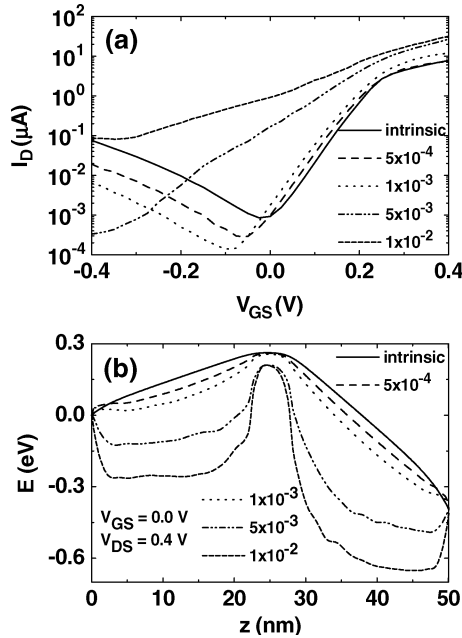 10²
(a)
10¹
10⁰
10⁻¹
10⁻²
10⁻³
10⁻⁴
I_D(μA)
intrinsic
5x10⁻⁴
1x10⁻³
5x10⁻³
1x10⁻²
-0.4 -0.2 0.0 0.2 0.4
V_GS(V)
0.3
(b)
0.0
-0.3
-0.6
E (eV)
intrinsic
5x10⁻⁴
1x10⁻³
5x10⁻³
1x10⁻²
V_GS = 0.0 V
V_DS = 0.4 V
0 10 20 30 40 50
z (nm)